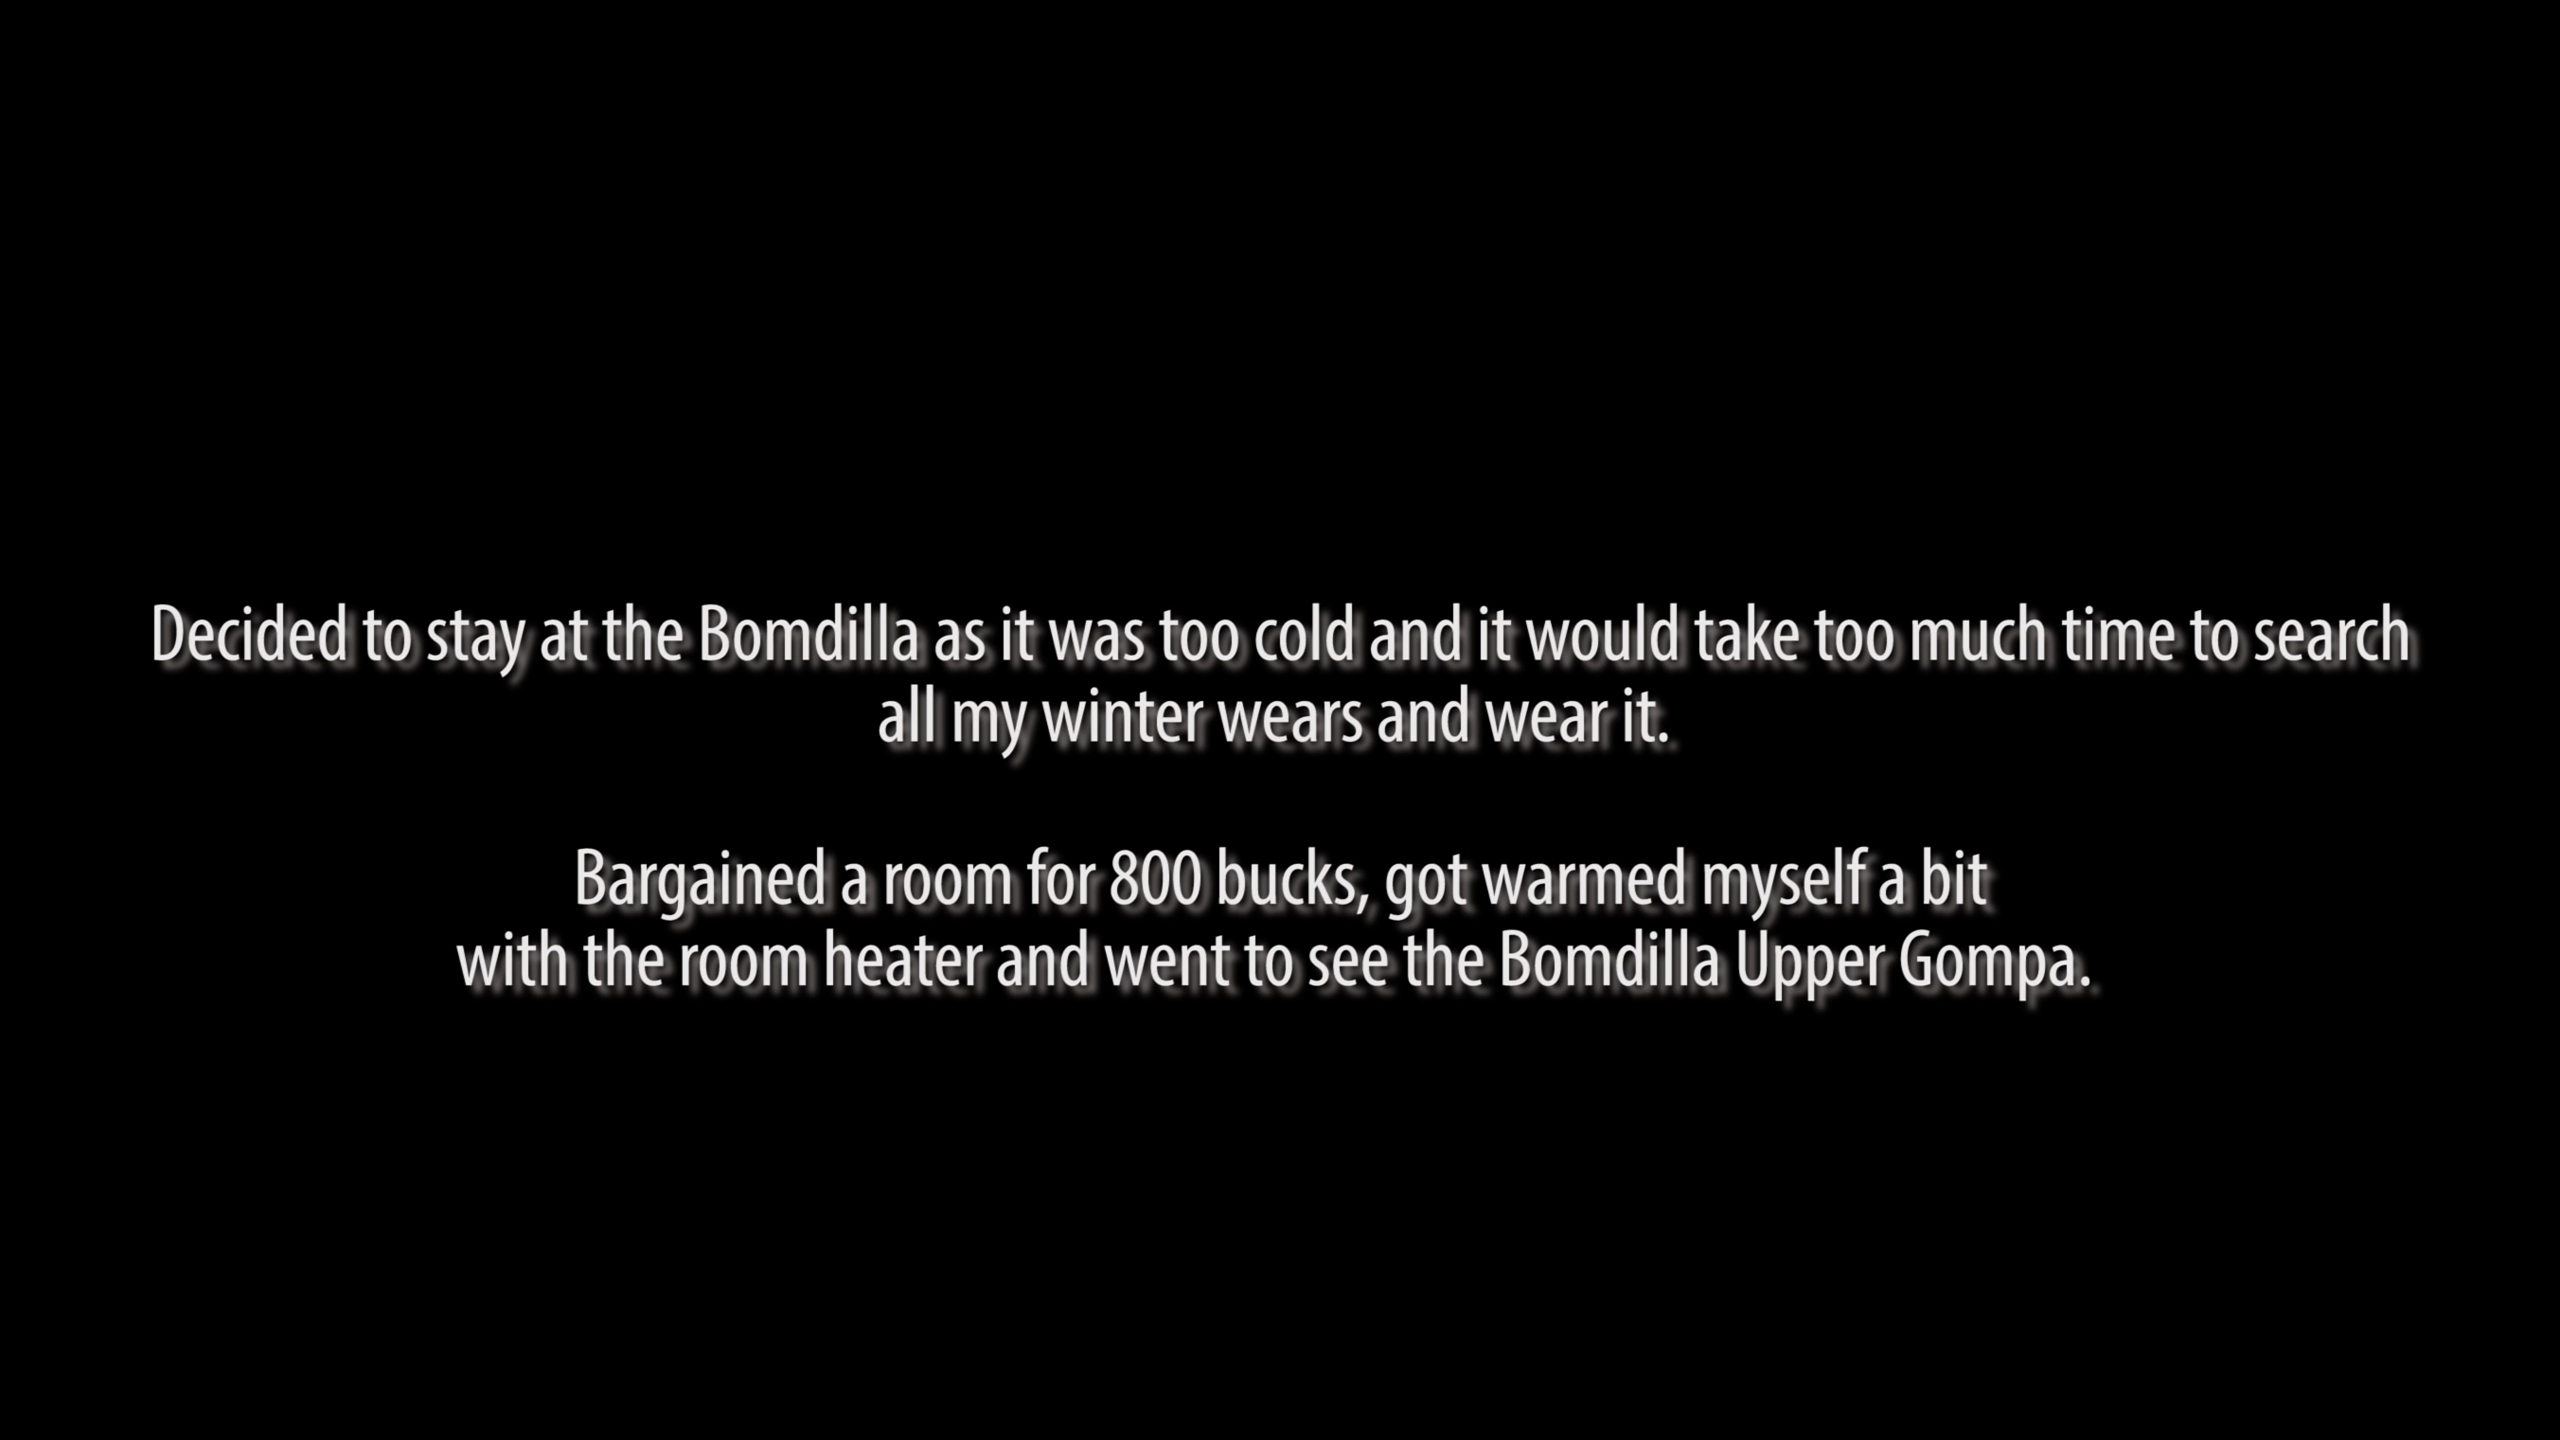 Decided to stay at the Bomdilla as it was too cold and it would take too much time to search
all my winter wears and wear it.
Bargained a room for 800 bucks, got warmed myself a bit
with the room heater and went to see the Bomdilla Upper Gompa.